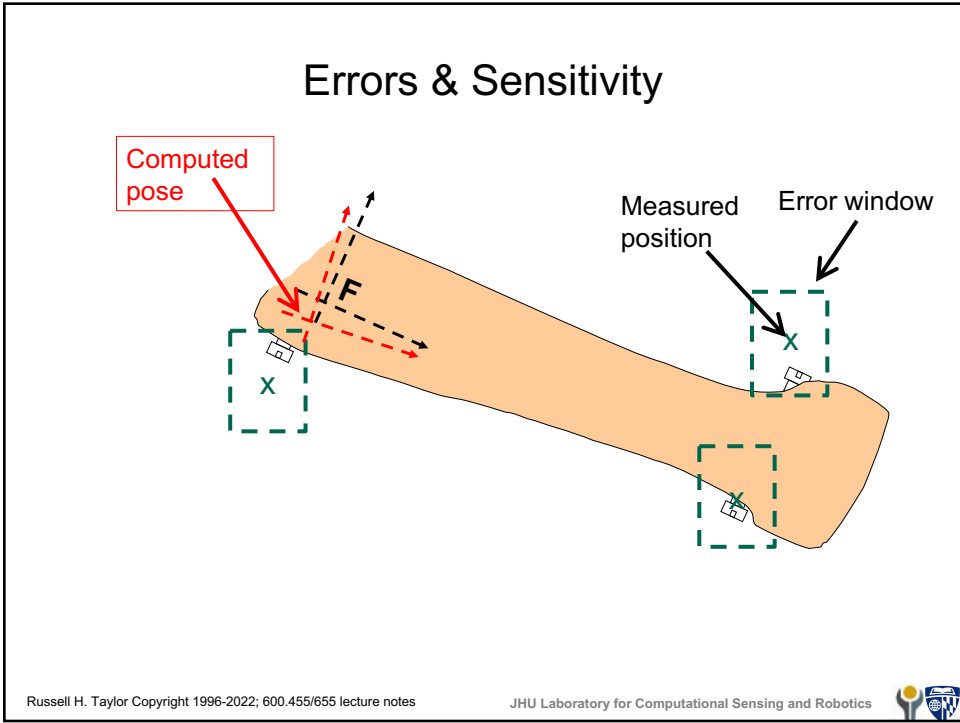 Errors & Sensitivity
Computed
pose
Measured
position
Error window
F
x
x
x
Russell H. Taylor Copyright 1996-2022; 600.455/655 lecture notes
JHU Laboratory for Computational Sensing and Robotics